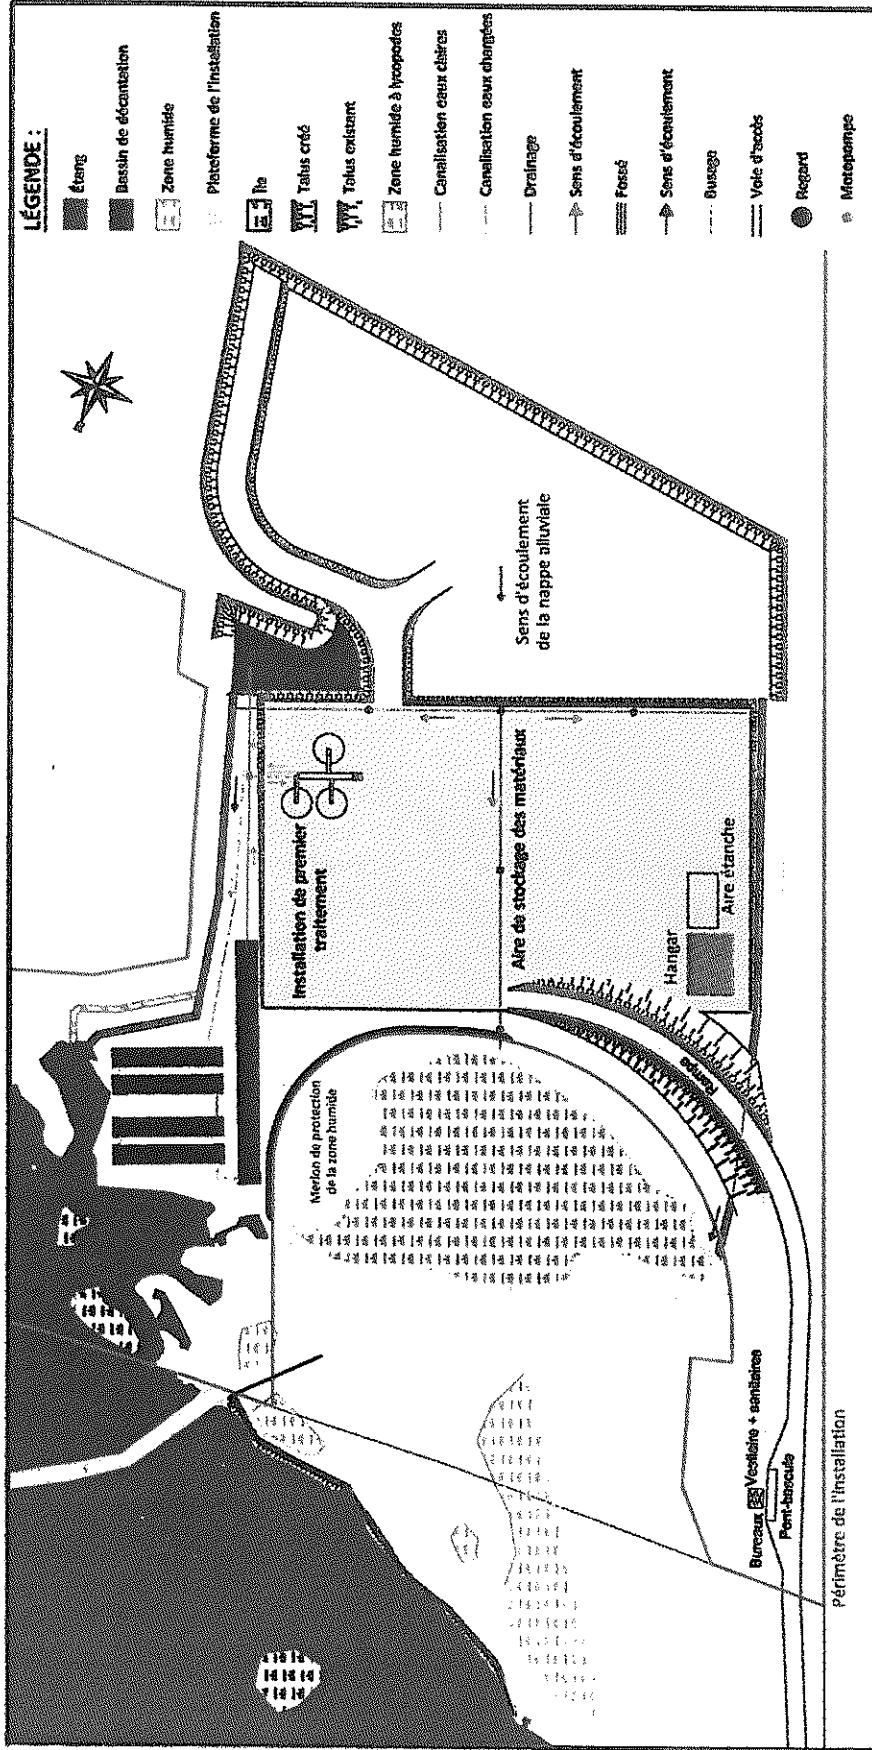 LÉGENDE :
Étang
Bassin de décantation
Zone humide
Plateforme de l'installation
Ile
Talus créé
Talus existant
Zone humide à lycopodes
Canalisation eaux claires
Canalisation eaux chargées
Drainage
Sens d'écoulement
Fossé
Sens d'écoulement
Busage
Voie d'accès
Regard
Motopompe
Sens d'écoulement
de la nappe alluviale
Installation de premier
traitement
Aire de stockage des matériaux
Hangar
Aire étanche
Rampe
Merlon de protection
de la zone humide
Bureaux
Vestiaire + sanitaires
Pont-bascule
Périmètre de l'installation